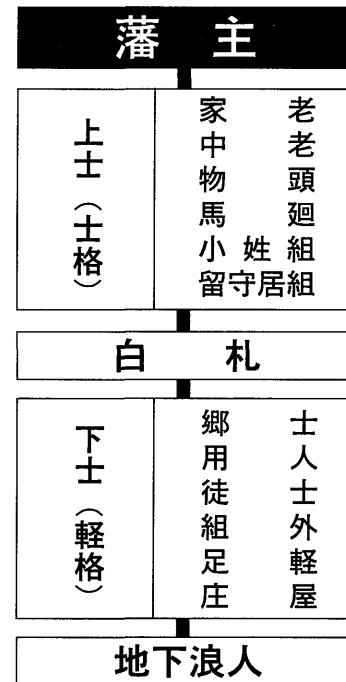 藩主
上士（士格）
家老
中老
物頭
馬廻
小姓組
留守居組
白札
下士（軽格）
郷士
用人
徒士
組外
足軽
庄屋
地下浪人